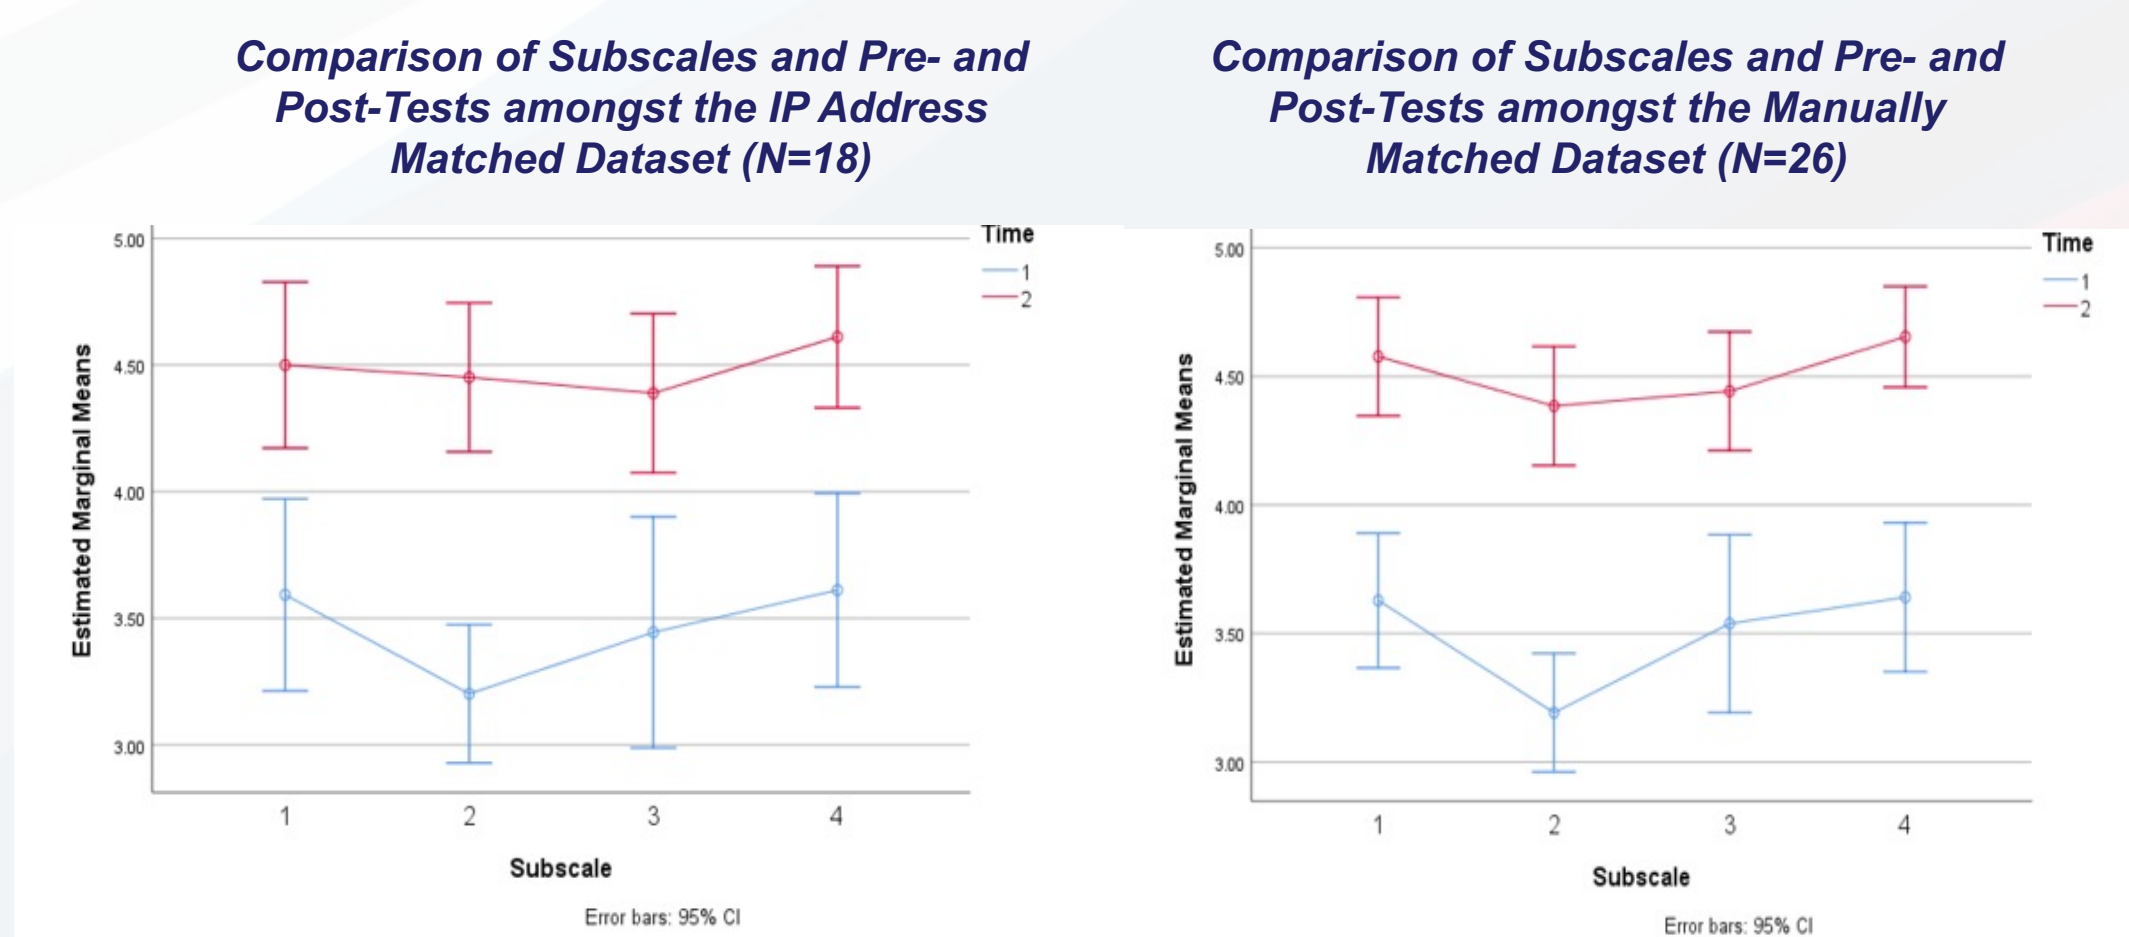 Comparison of Subscales and Pre- and
Post-Tests amongst the IP Address
Matched Dataset (N=18)
Time
1
2
5.00
4.50
4.00
3.50
3.00
Estimated Marginal Means
1 2 3 4
Subscale
Error bars: 95% CI
Comparison of Subscales and Pre- and
Post-Tests amongst the Manually
Matched Dataset (N=26)
Time
1
2
5.00
4.50
4.00
3.50
3.00
Estimated Marginal Means
1 2 3 4
Subscale
Error bars: 95% CI